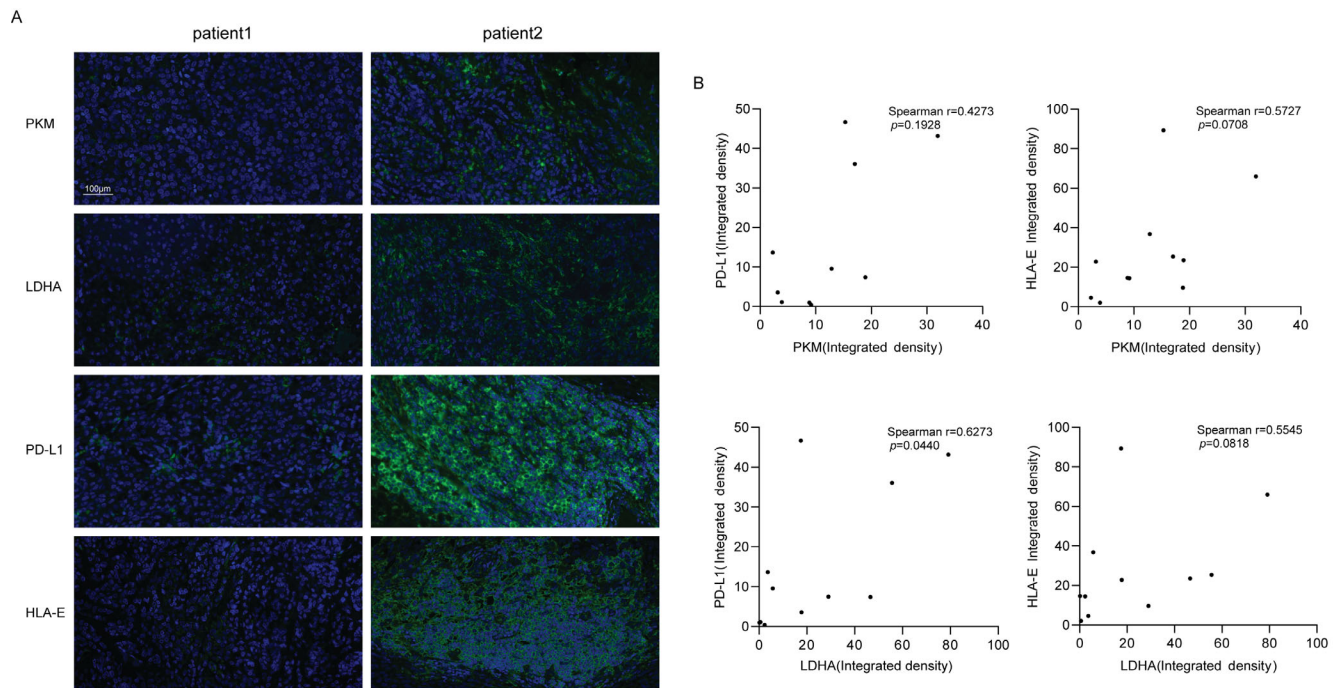 A
patient1
patient2
PKM
100μm
LDHA
PD-L1
HLA-E
B
Spearman r=0.4273
p=0.1928
PD-L1(Integrated density)
50
40
30
20
10
0
0 10 20 30 40
PKM(Integrated density)
Spearman r=0.5727
p=0.0708
HLA-E Integrated density)
100
80
60
40
20
0
0 10 20 30 40
PKM(Integrated density)
Spearman r=0.6273
p=0.0440
PD-L1(Integrated density)
50
40
30
20
10
0
0 20 40 60 80 100
LDHA(Integrated density)
Spearman r=0.5545
p=0.0818
HLA-E Integrated density)
100
80
60
40
20
0
0 20 40 60 80 100
LDHA(Integrated density)